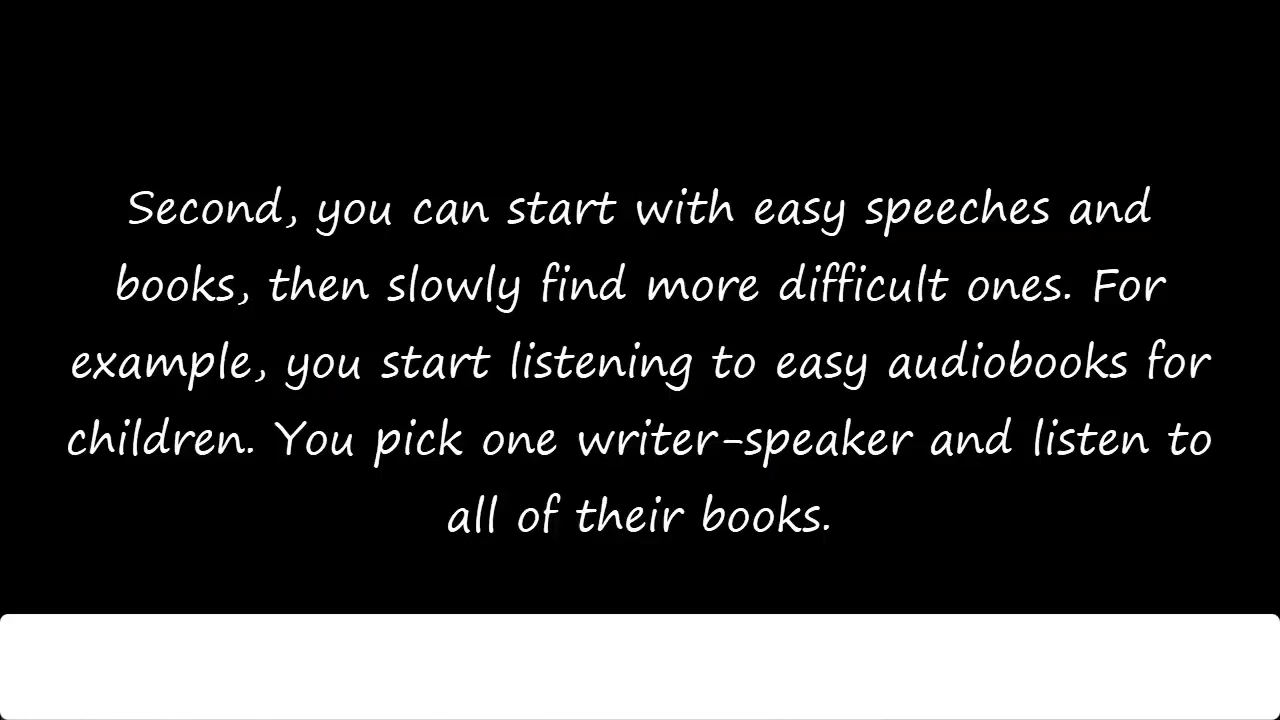 Second, you can start with easy speeches and
books, then slowly find more difficult ones. For
example, you start listening to easy audiobooks for
children. You pick one writer-speaker and listen to
all of their books.